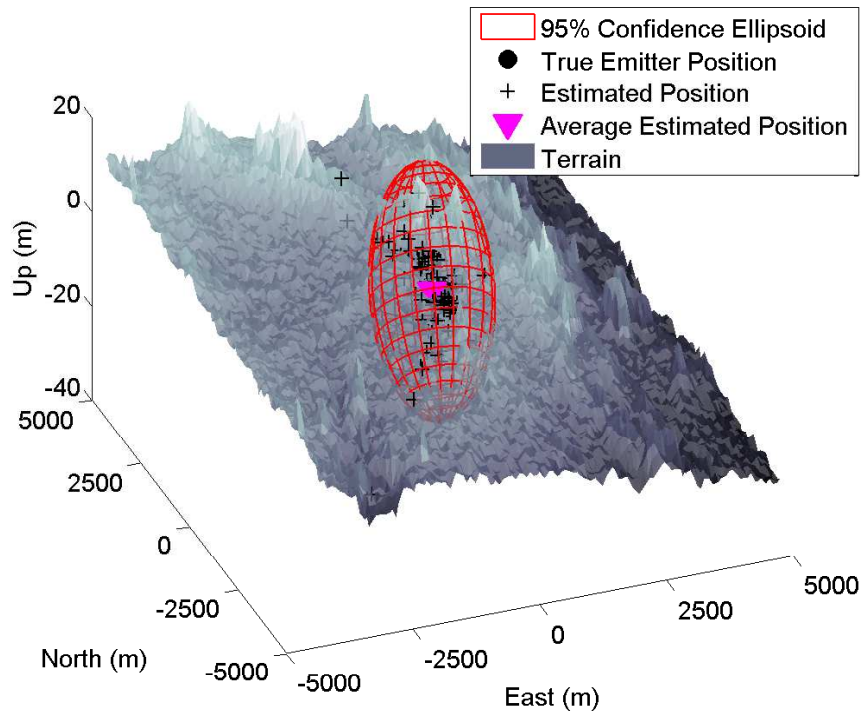 95% Confidence Ellipsoid
True Emitter Position
Estimated Position
Average Estimated Position
Terrain
20
0
-20
-40
Up (m)
5000
2500
0
-2500
-5000
North (m)
-5000
-2500
0
2500
5000
East (m)